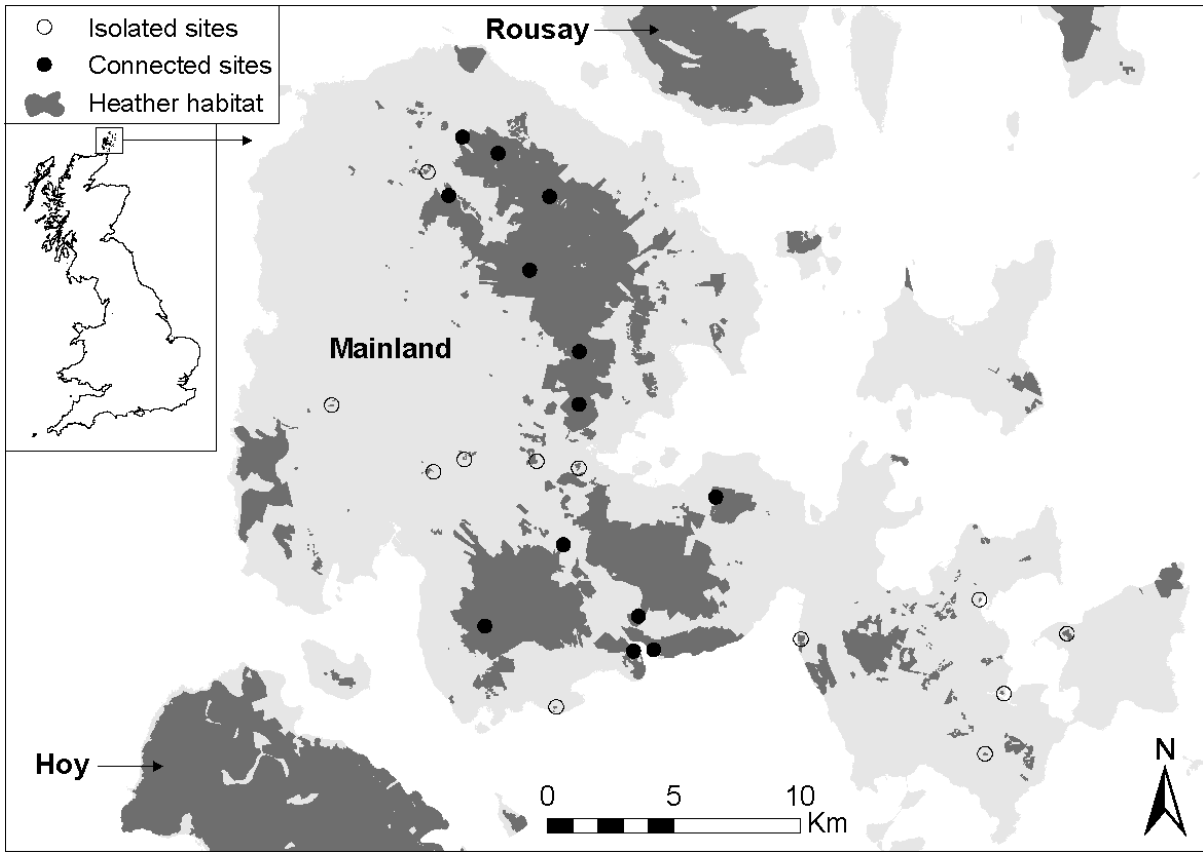 Isolated sites
Connected sites
Heather habitat
Rousay
Mainland
Hoy
0 5 10
Km
N